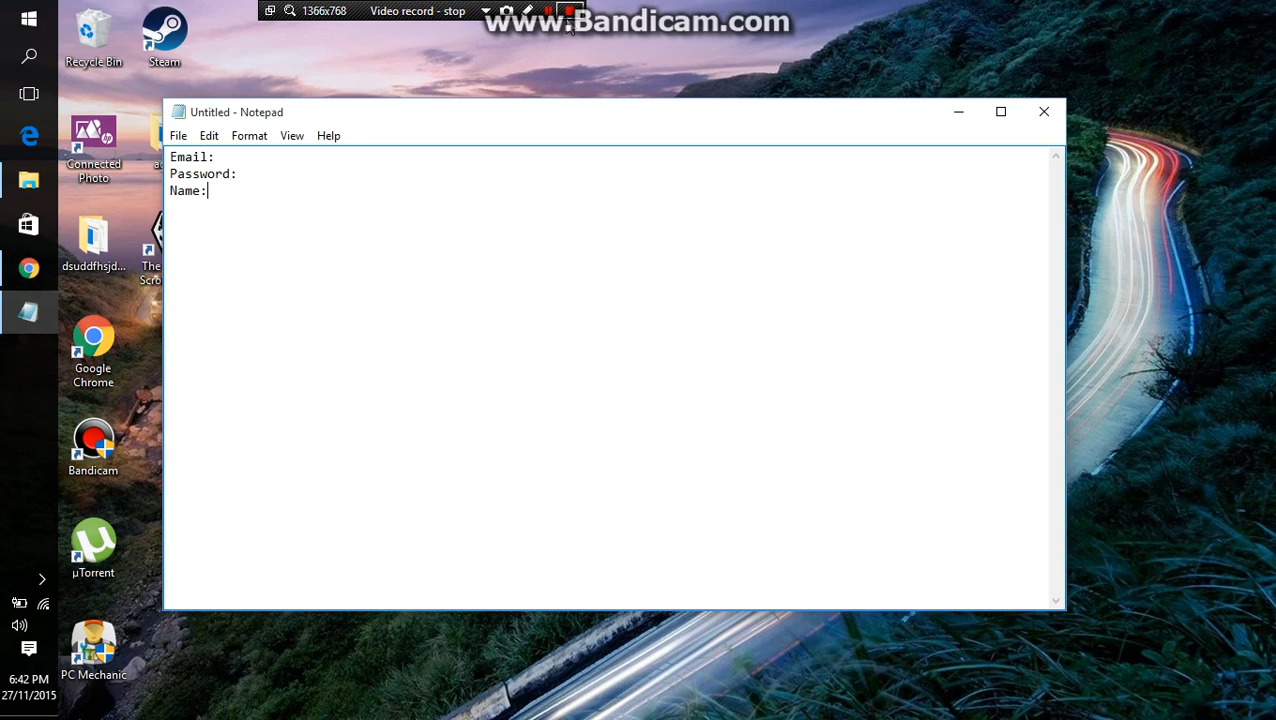 1366x768 Video record - stop
www.Bandicam.com
Recycle Bin
Steam
Untitled - Notepad
File Edit Format View Help
Email:
Password:
Name:
Connected
Photo
dsuddfhsjd...
The
Scro
Google
Chrome
Bandicam
µTorrent
PC Mechanic
6:42 PM
27/11/2015